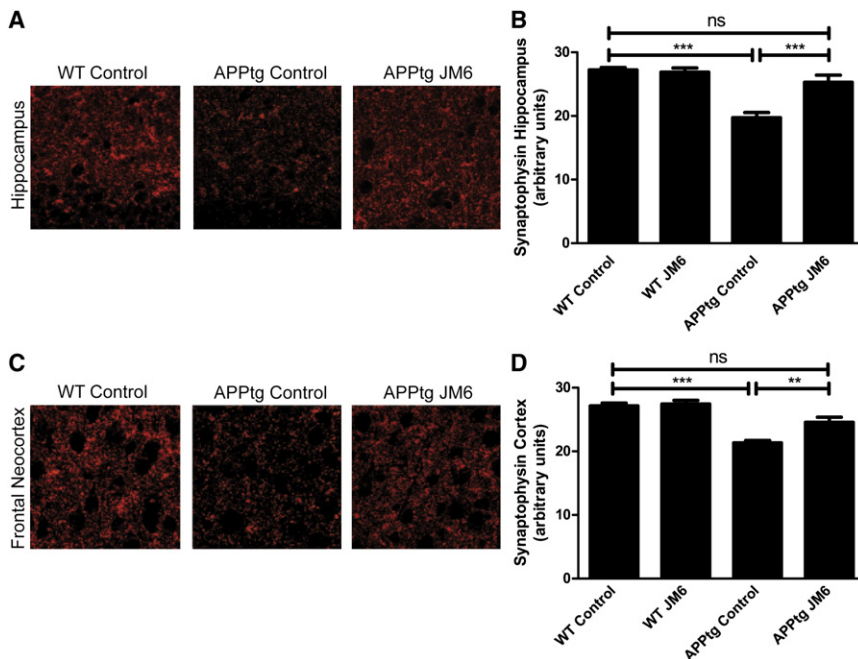 A
WT Control
APPtg Control
APPtg JM6
Hippocampus
B
ns
***
***
Synaptophysin Hippocampus
(arbitrary units)
30
20
10
0
WT Control
WT JM6
APPtg Control
APPtg JM6
C
WT Control
APPtg Control
APPtg JM6
Frontal Neocortex
D
ns
***
**
Synaptophysin Cortex
(arbitrary units)
30
20
10
0
WT Control
WT JM6
APPtg Control
APPtg JM6